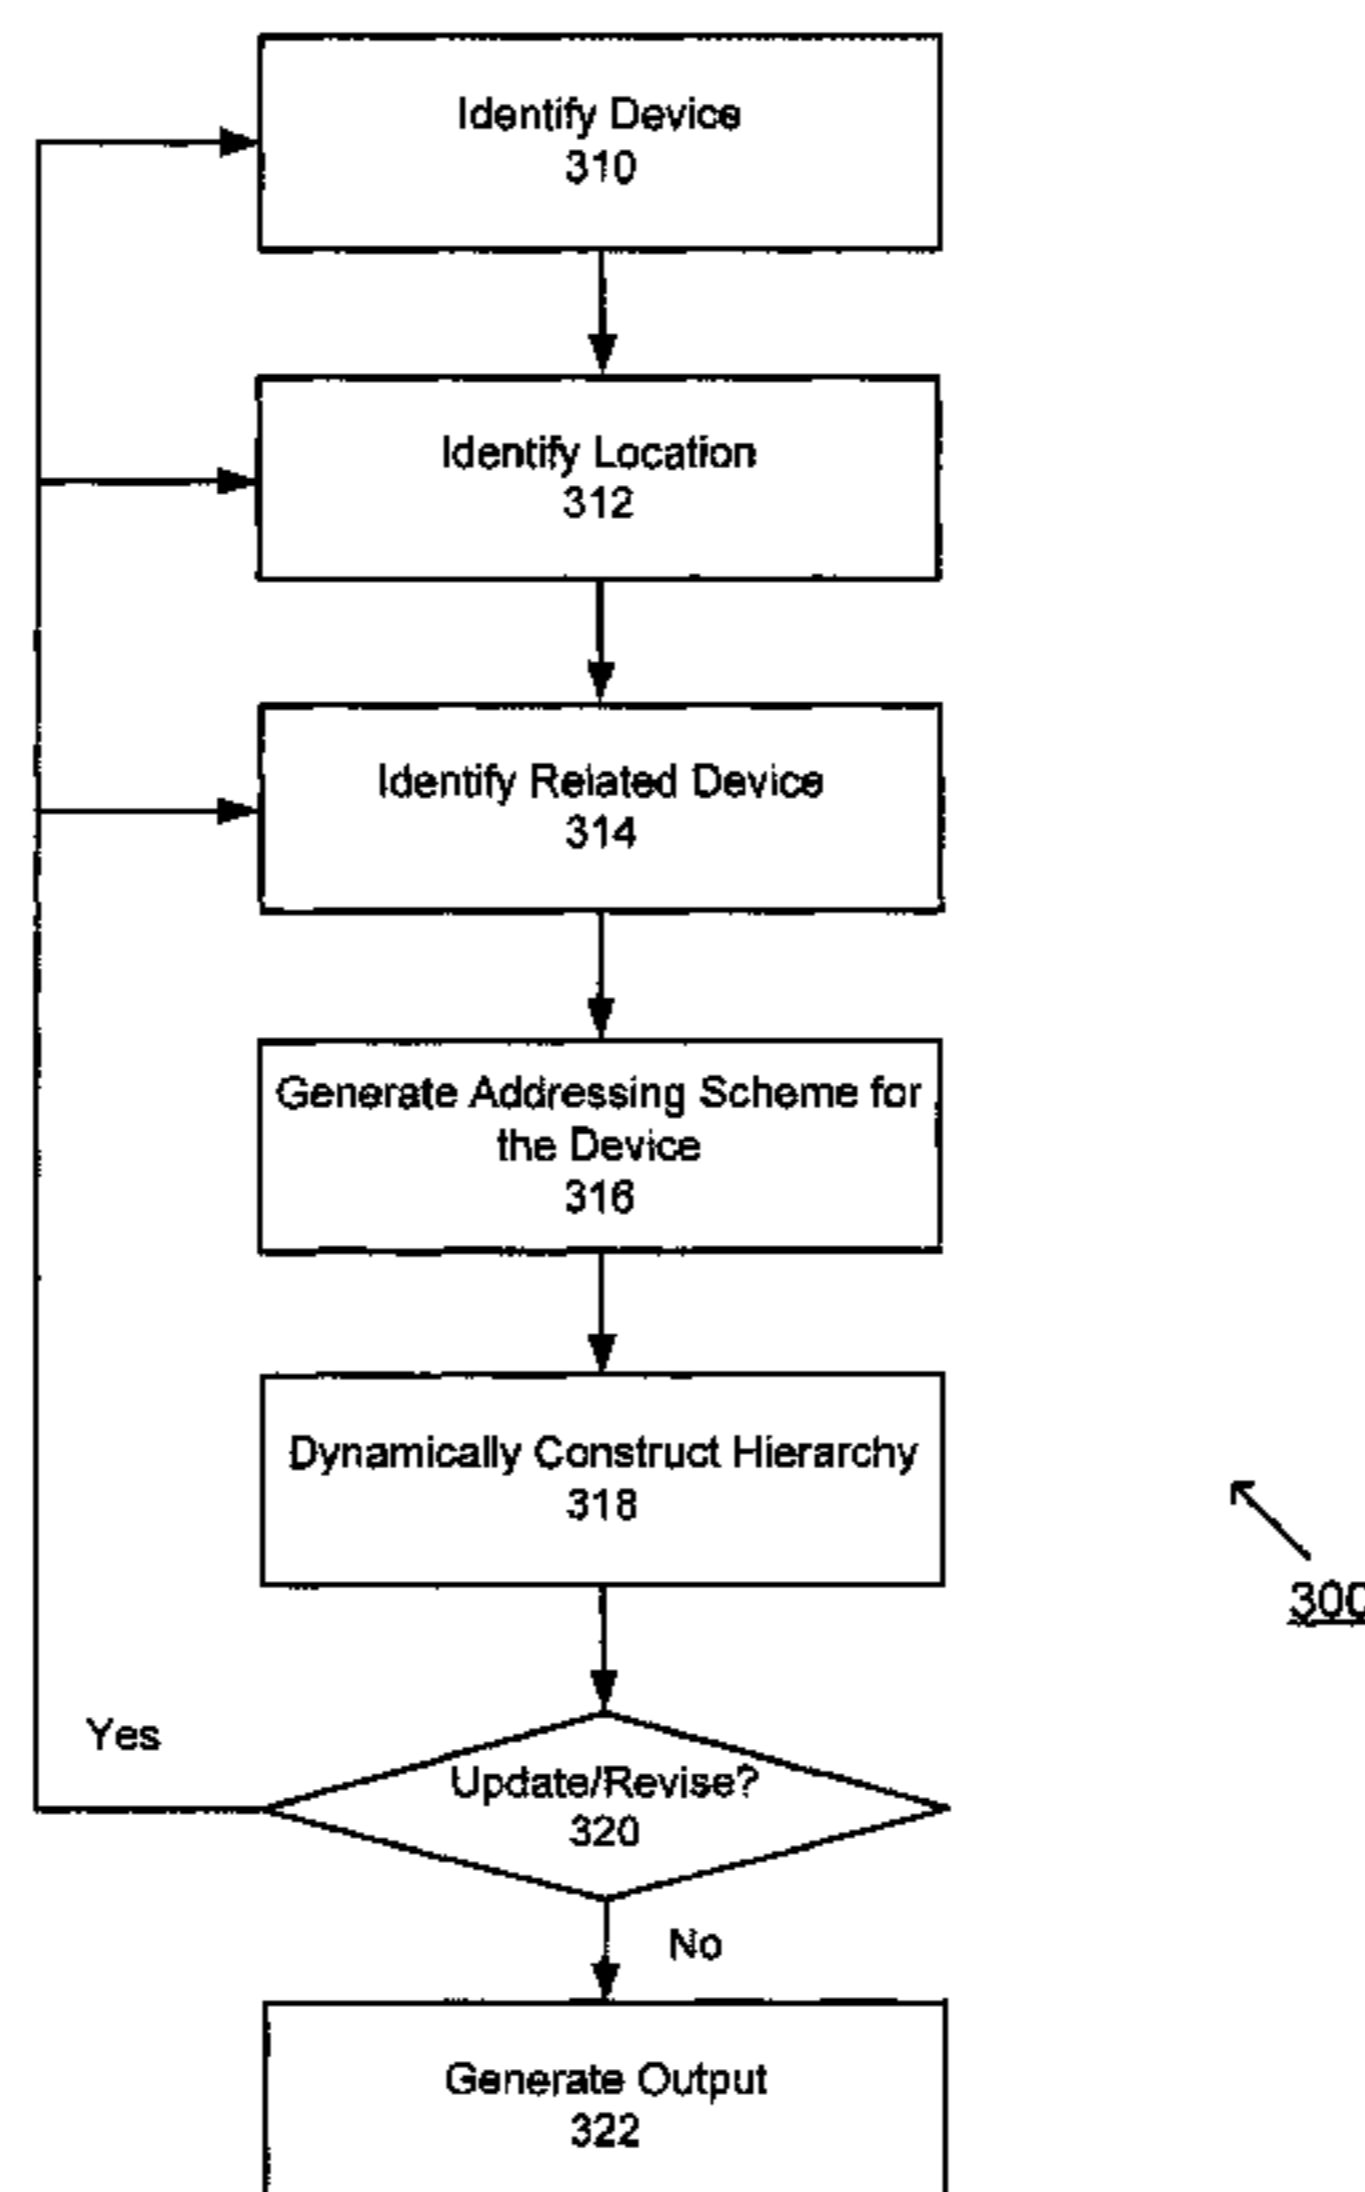 Identify Device
310
Identify Location
312
Identify Related Device
314
Generate Addressing Scheme for
the Device
316
Dynamically Construct Hierarchy
318
300
Yes
Update/Revise?
320
No
Generate Output
322